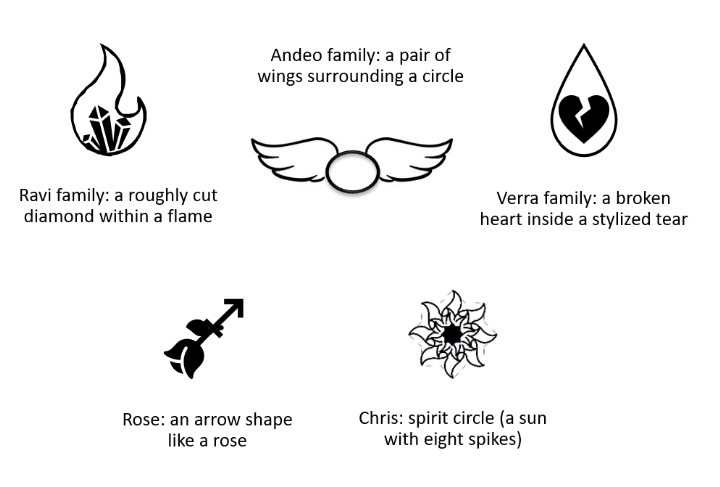 Andeo family: a pair of
wings surrounding a circle
Ravi family: a roughly cut
diamond within a flame
Verra family: a broken
heart inside a stylized tear
Rose: an arrow shape
like a rose
Chris: spirit circle (a sun
with eight spikes)